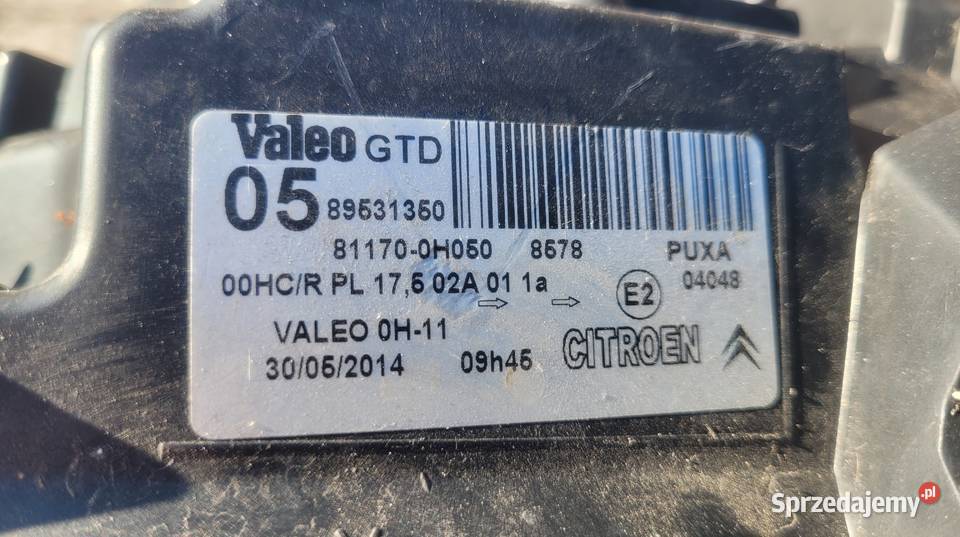 Valeo GTD
05 89531350
81170-0H050 8578 PUXA
00HC/R PL 17,5 02A 01 1a E2 04048
VALEO 0H-11 CITROEN
30/05/2014 09h45
Sprzedajemy.pl